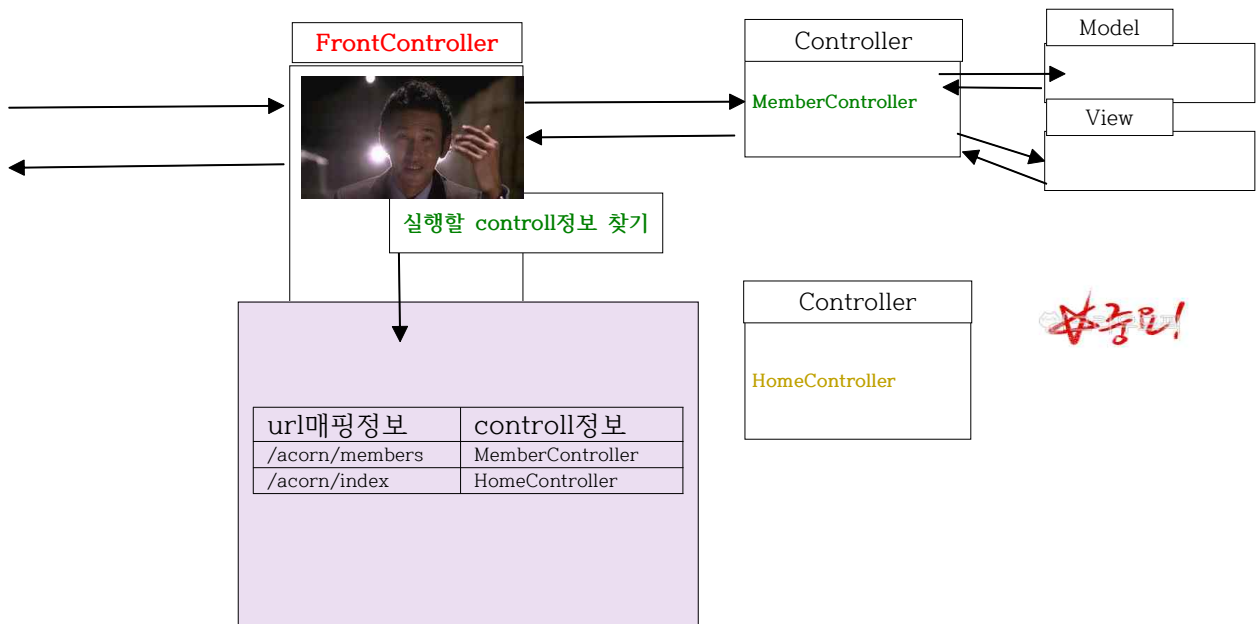 FrontController
Controller
Model
MemberController
View
실행할 controll정보 찾기
Controller
중요!
HomeController
url매핑정보 controll정보
/acorn/members MemberController
/acorn/index HomeController